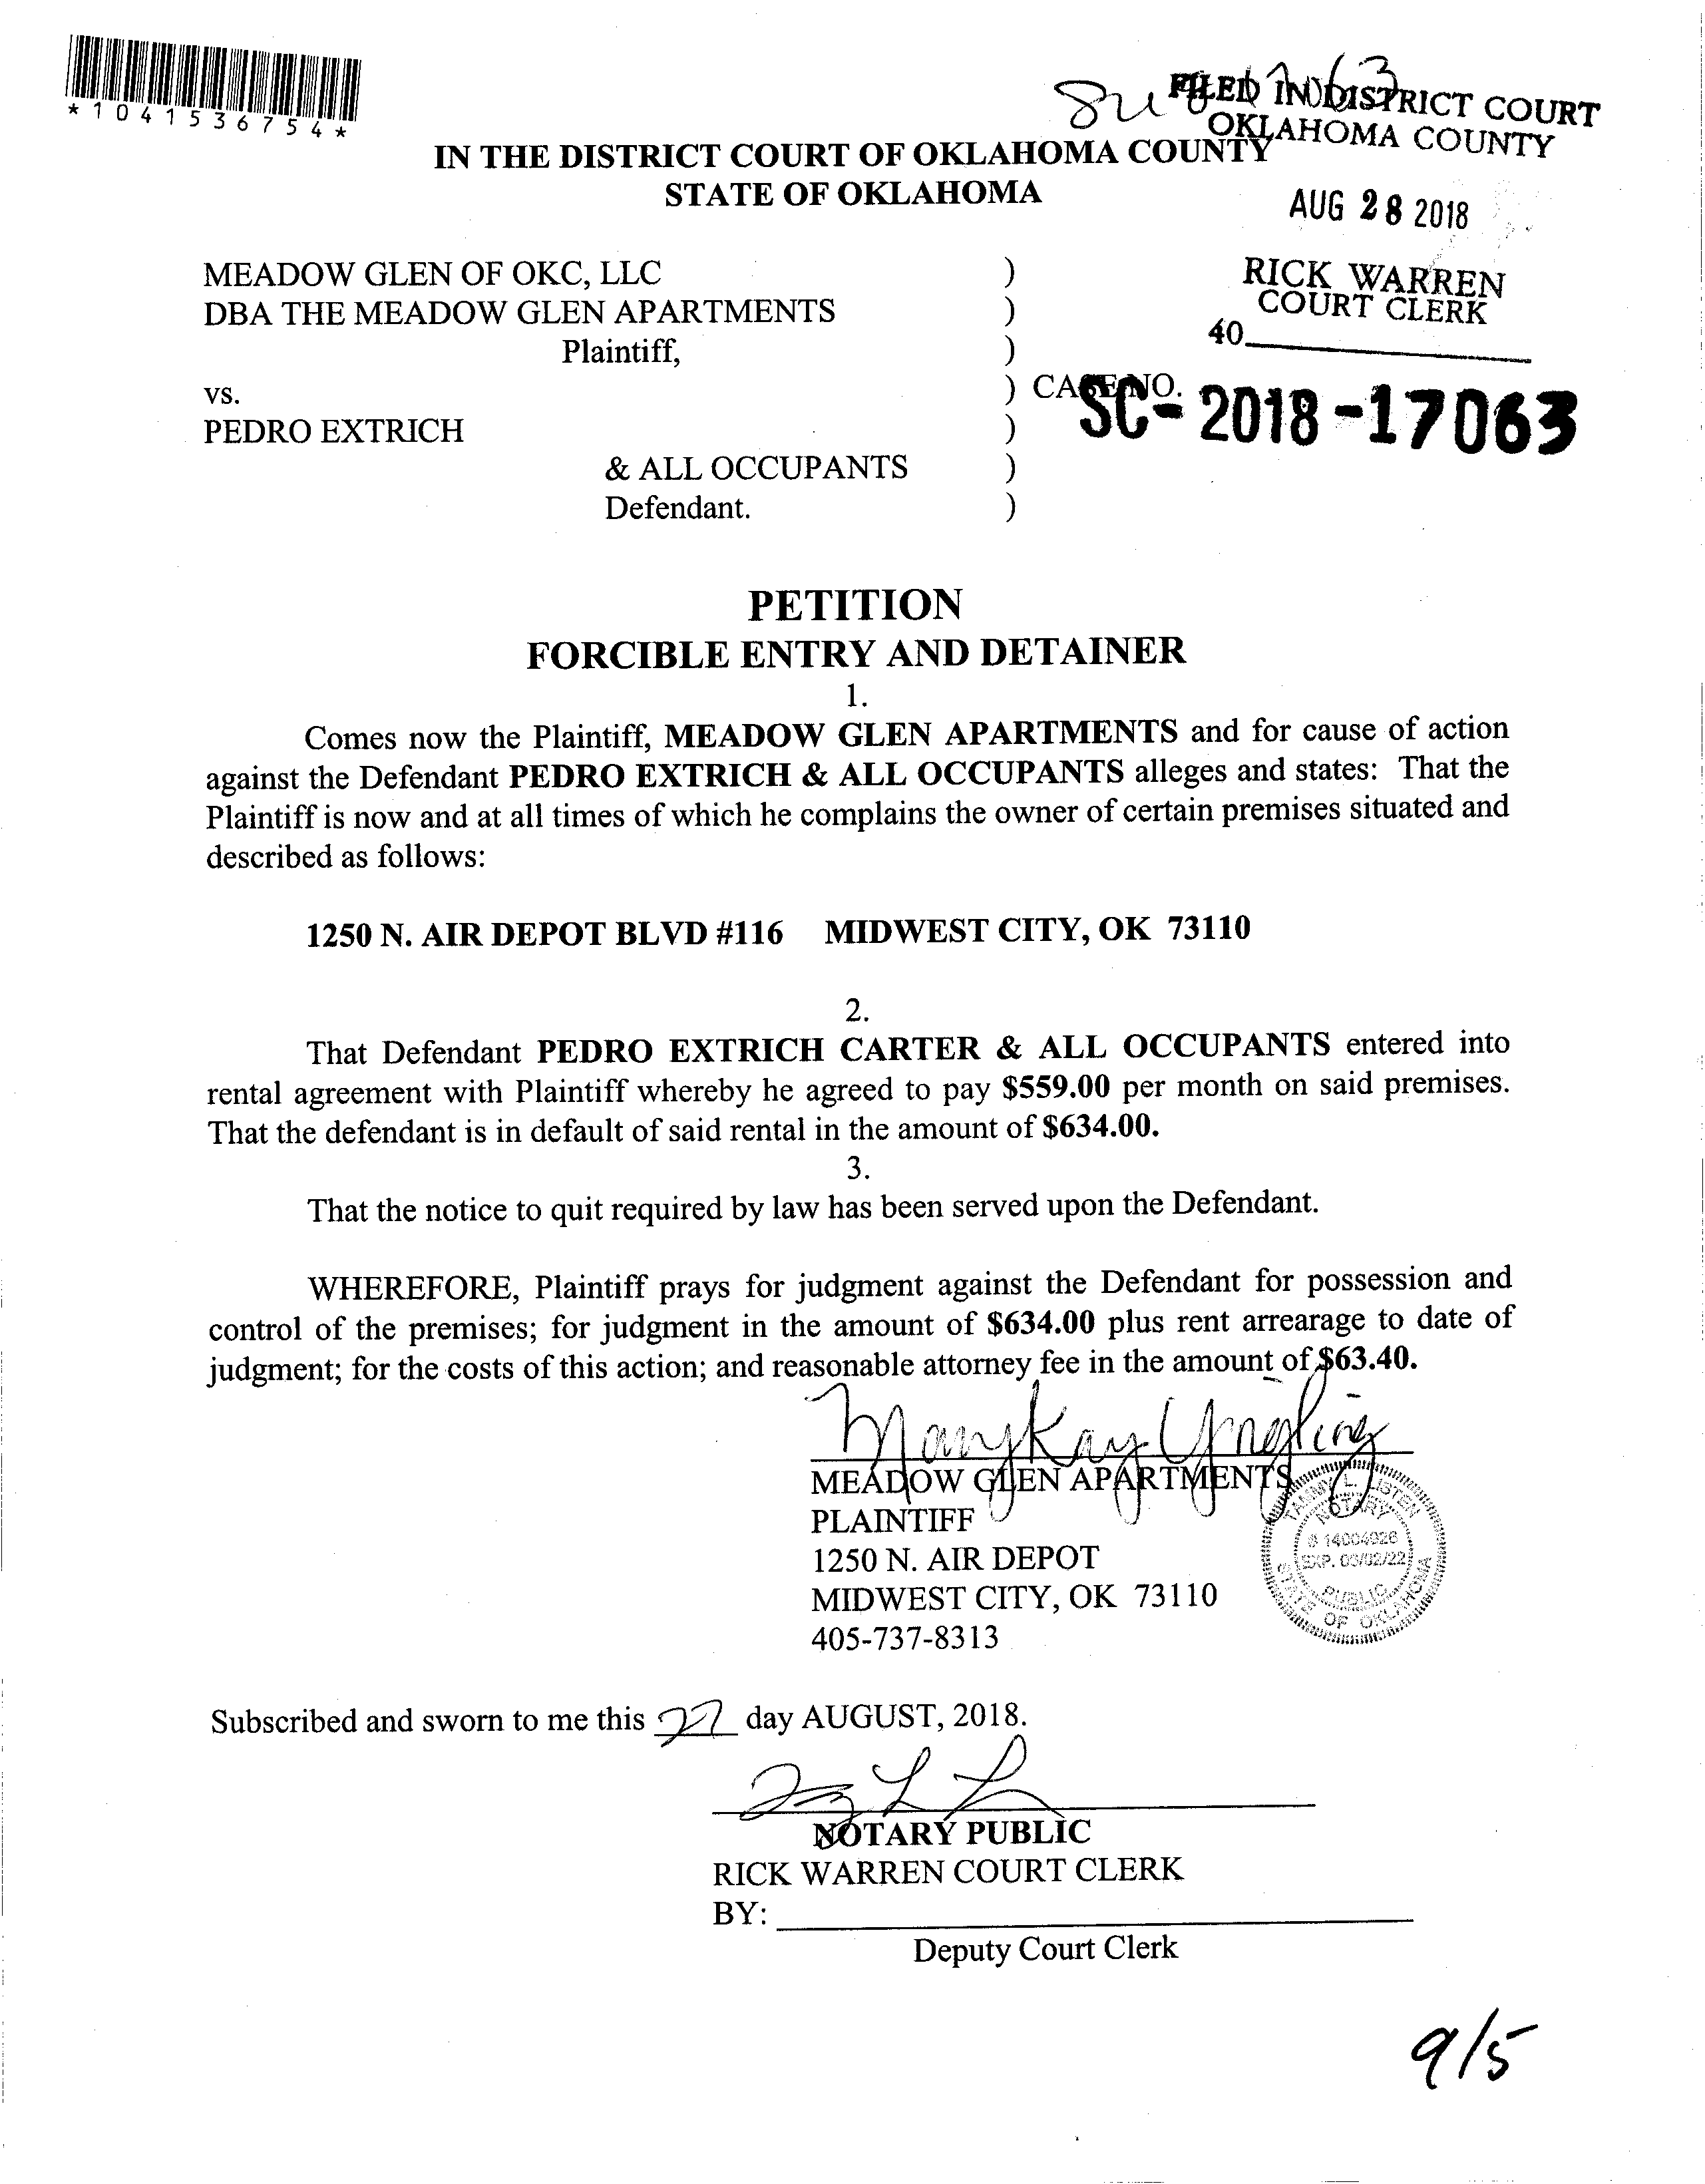 *1041536754*
FILED IN DISTRICT COURT
OKLAHOMA COUNTY
IN THE DISTRICT COURT OF OKLAHOMA COUNTY
STATE OF OKLAHOMA
AUG 28 2018
RICK WARREN
COURT CLERK
40
MEADOW GLEN OF OKC, LLC )
DBA THE MEADOW GLEN APARTMENTS )
Plaintiff, )
vs. ) CASE NO.
SC-2018-17063
PEDRO EXTRICH )
& ALL OCCUPANTS )
Defendant. )
PETITION
FORCIBLE ENTRY AND DETAINER
1.
Comes now the Plaintiff, MEADOW GLEN APARTMENTS and for cause of action
against the Defendant PEDRO EXTRICH & ALL OCCUPANTS alleges and states: That the
Plaintiff is now and at all times of which he complains the owner of certain premises situated and
described as follows:
1250 N. AIR DEPOT BLVD #116 MIDWEST CITY, OK 73110
2.
That Defendant PEDRO EXTRICH CARTER & ALL OCCUPANTS entered into
rental agreement with Plaintiff whereby he agreed to pay $559.00 per month on said premises.
That the defendant is in default of said rental in the amount of $634.00.
3.
That the notice to quit required by law has been served upon the Defendant.
WHEREFORE, Plaintiff prays for judgment against the Defendant for possession and
control of the premises; for judgment in the amount of $634.00 plus rent arrearage to date of
judgment; for the costs of this action; and reasonable attorney fee in the amount of $63.40.
MaryKay Yingling
MEADOW GLEN APARTMENTS
PLAINTIFF
1250 N. AIR DEPOT
MIDWEST CITY, OK 73110
405-737-8313
TAMMY L. LISTEN
NOTARY
# 14004926
EXP. 03/02/22
PUBLIC
STATE OF OKLAHOMA
Subscribed and sworn to me this 27 day AUGUST, 2018.
NOTARY PUBLIC
RICK WARREN COURT CLERK
BY:
Deputy Court Clerk
9/5